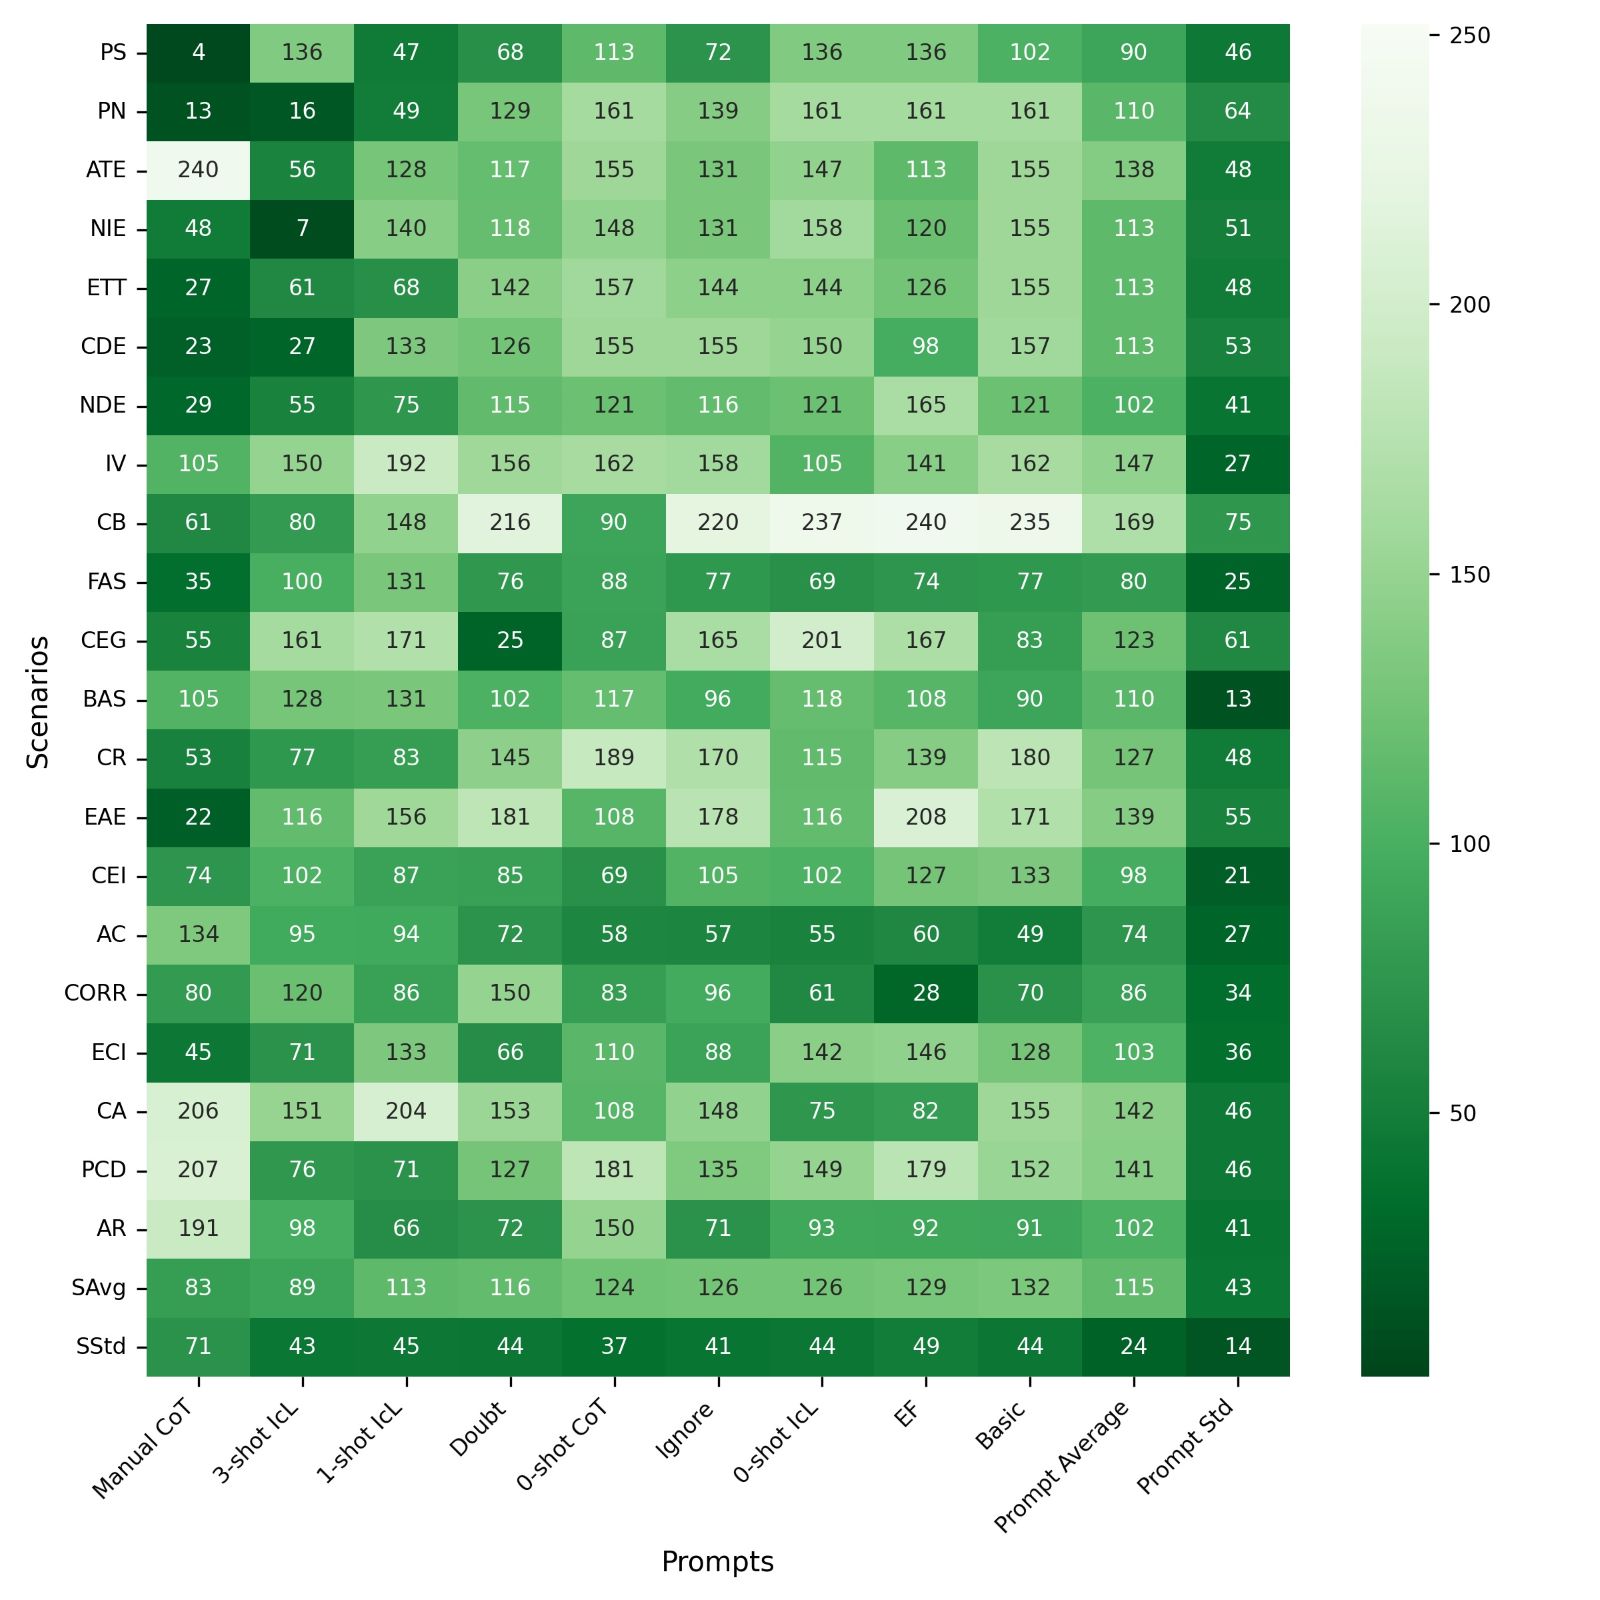 PS 4 136 47 68 113 72 136 136 102 90 46
PN 13 16 49 129 161 139 161 161 161 110 64
ATE 240 56 128 117 155 131 147 113 155 138 48
NIE 48 7 140 118 148 131 158 120 155 113 51
ETT 27 61 68 142 157 144 144 126 155 113 48
CDE 23 27 133 126 155 155 150 98 157 113 53
NDE 29 55 75 115 121 116 121 165 121 102 41
IV 105 150 192 156 162 158 105 141 162 147 27
CB 61 80 148 216 90 220 237 240 235 169 75
FAS 35 100 131 76 88 77 69 74 77 80 25
CEG 55 161 171 25 87 165 201 167 83 123 61
BAS 105 128 131 102 117 96 118 108 90 110 13
CR 53 77 83 145 189 170 115 139 180 127 48
EAE 22 116 156 181 108 178 116 208 171 139 55
CEI 74 102 87 85 69 105 102 127 133 98 21
AC 134 95 94 72 58 57 55 60 49 74 27
CORR 80 120 86 150 83 96 61 28 70 86 34
ECI 45 71 133 66 110 88 142 146 128 103 36
CA 206 151 204 153 108 148 75 82 155 142 46
PCD 207 76 71 127 181 135 149 179 152 141 46
AR 191 98 66 72 150 71 93 92 91 102 41
SAvg 83 89 113 116 124 126 126 129 132 115 43
SStd 71 43 45 44 37 41 44 49 44 24 14
Scenarios
Manual CoT
3-shot IcL
1-shot IcL
Doubt
0-shot CoT
Ignore
0-shot IcL
EF
Basic
Prompt Average
Prompt Std
Prompts
250
200
150
100
50